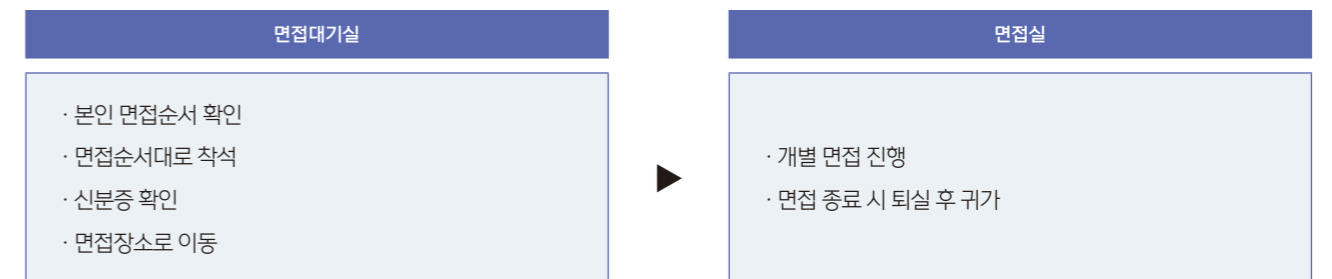 면접대기실
· 본인 면접순서 확인
· 면접순서대로 착석
· 신분증 확인
· 면접장소로 이동
면접실
· 개별 면접 진행
· 면접 종료 시 퇴실 후 귀가